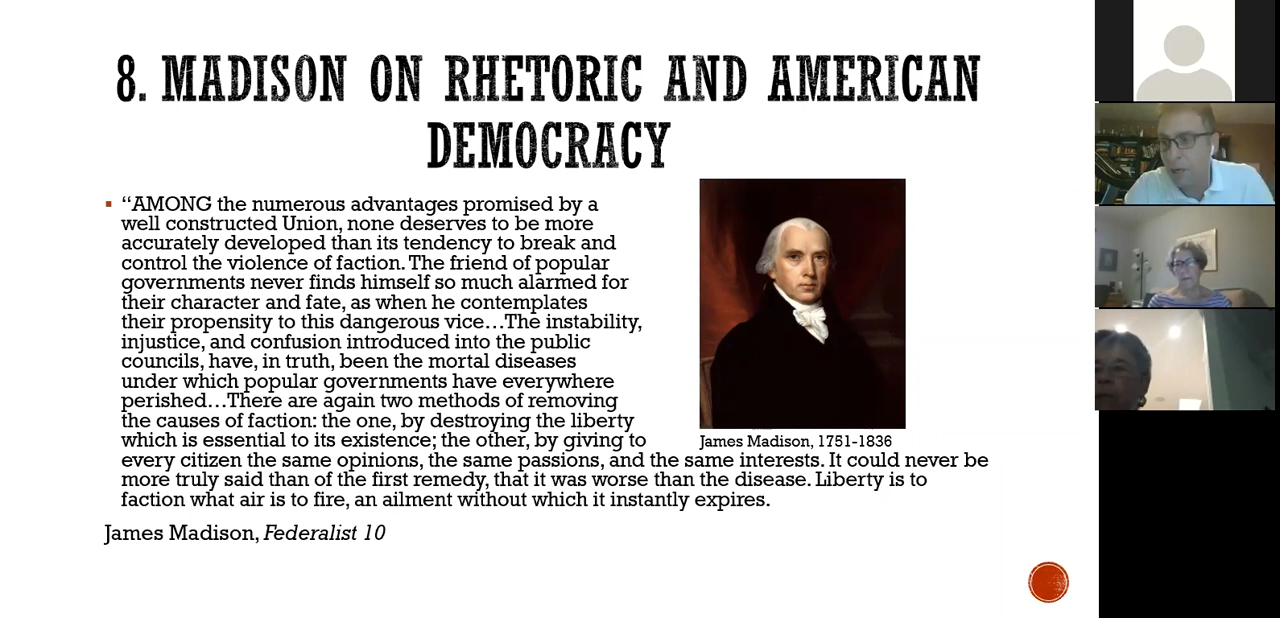 8. MADISON ON RHETORIC AND AMERICAN
DEMOCRACY
“AMONG the numerous advantages promised by a
well constructed Union, none deserves to be more
accurately developed than its tendency to break and
control the violence of faction. The friend of popular
governments never finds himself so much alarmed for
their character and fate, as when he contemplates
their propensity to this dangerous vice…The instability,
injustice, and confusion introduced into the public
councils, have, in truth, been the mortal diseases
under which popular governments have everywhere
perished…There are again two methods of removing
the causes of faction: the one, by destroying the liberty
which is essential to its existence; the other, by giving to
every citizen the same opinions, the same passions, and the same interests. It could never be
more truly said than of the first remedy, that it was worse than the disease. Liberty is to
faction what air is to fire, an ailment without which it instantly expires.
James Madison, 1751-1836
James Madison, Federalist 10